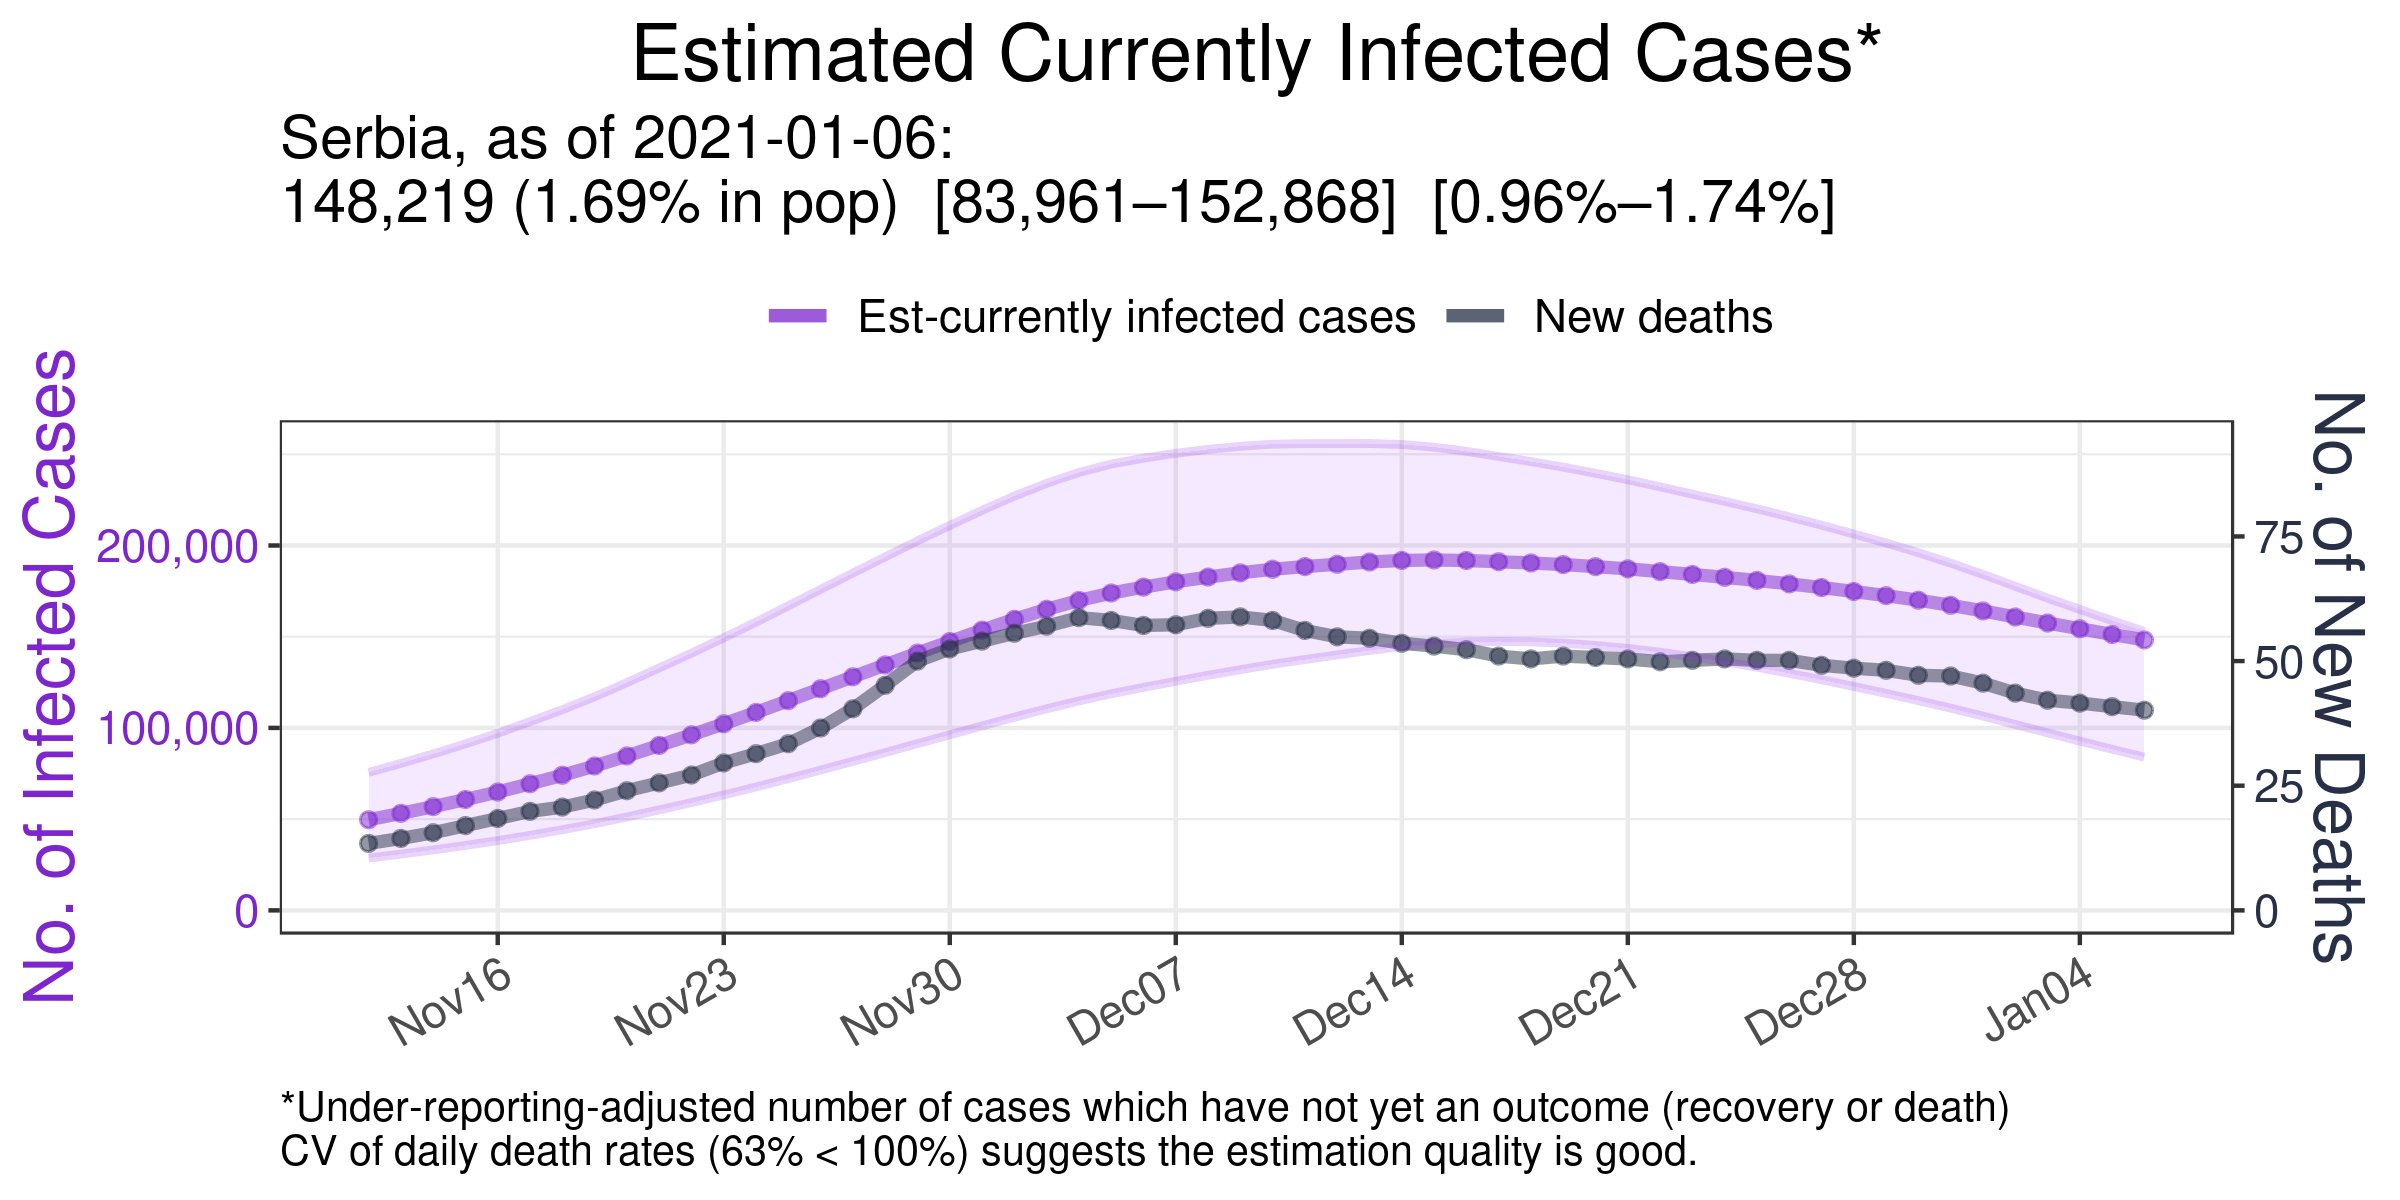 Estimated Currently Infected Cases*
Serbia, as of 2021-01-06:
148,219 (1.69% in pop)  [83,961–152,868]  [0.96%–1.74%]
Est-currently infected cases
New deaths
No. of Infected Cases
200,000
100,000
0
No. of New Deaths
75
50
25
0
Nov16
Nov23
Nov30
Dec07
Dec14
Dec21
Dec28
Jan04
*Under-reporting-adjusted number of cases which have not yet an outcome (recovery or death)
CV of daily death rates (63% < 100%) suggests the estimation quality is good.